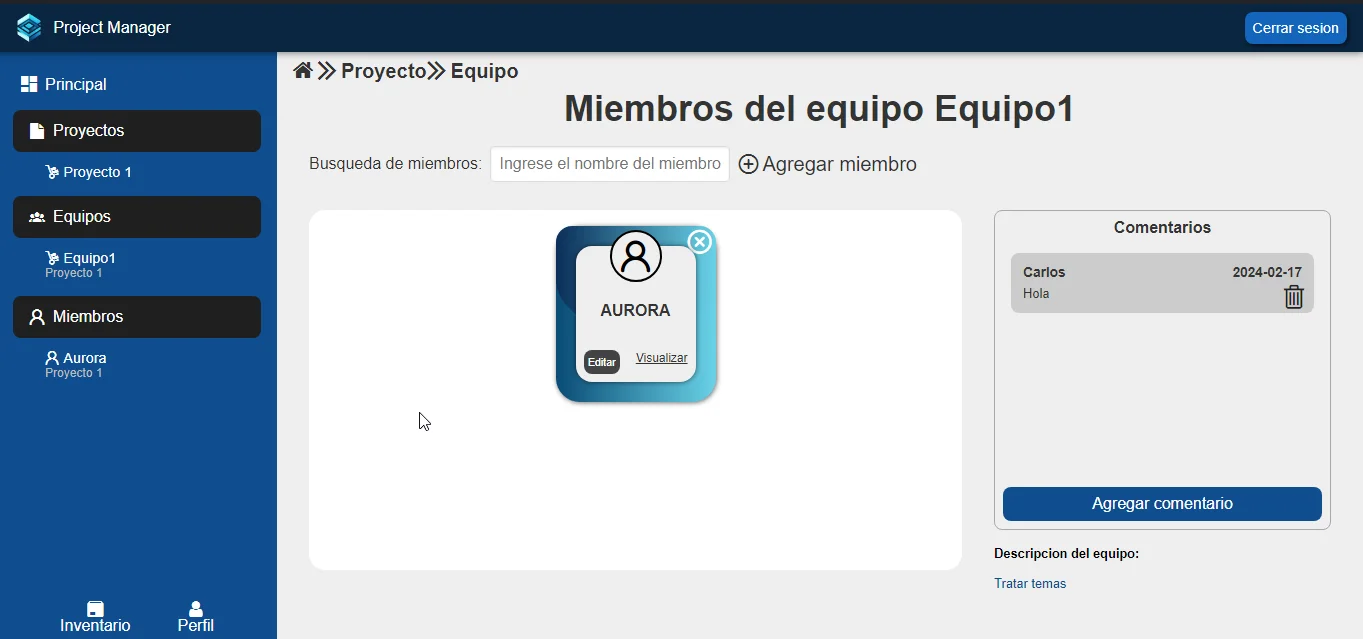 Project Manager
Cerrar sesion
Principal
Proyectos
Proyecto 1
Equipos
Equipo1
Proyecto 1
Miembros
Aurora
Proyecto 1
Inventario
Perfil
Proyecto Equipo
Miembros del equipo Equipo1
Busqueda de miembros: Ingrese el nombre del miembro Agregar miembro
AURORA
Editar Visualizar
Comentarios
Carlos 2024-02-17
Hola
Agregar comentario
Descripcion del equipo:
Tratar temas